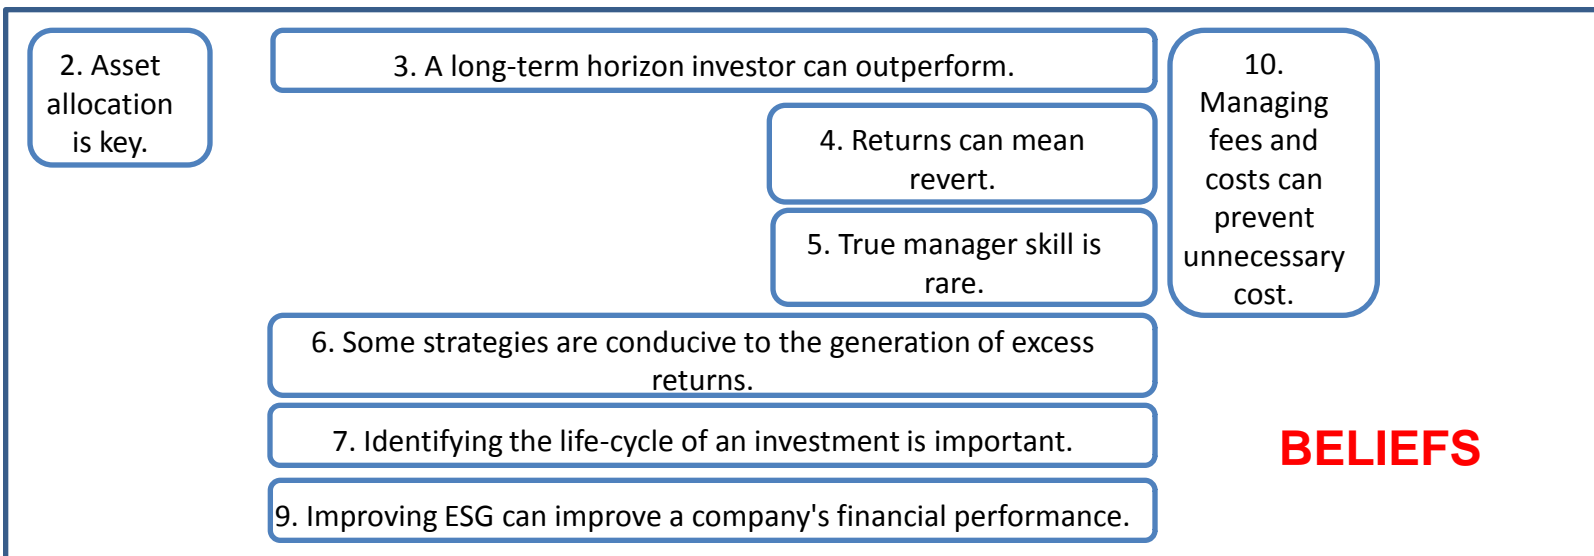 2. Asset
allocation
is key.
3. A long-term horizon investor can outperform.
4. Returns can mean
revert.
5. True manager skill is
rare.
6. Some strategies are conducive to the generation of excess
returns.
7. Identifying the life-cycle of an investment is important.
9. Improving ESG can improve a company's financial performance.
10.
Managing
fees and
costs can
prevent
unnecessary
cost.
BELIEFS